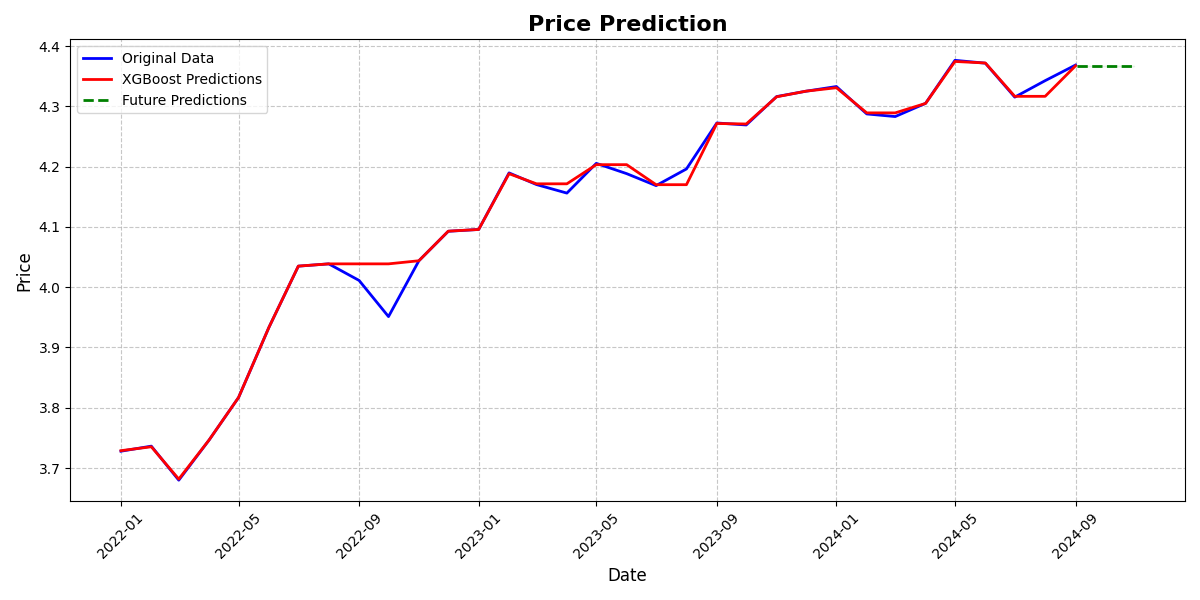 Price Prediction
Original Data
XGBoost Predictions
Future Predictions
Price
4.4
4.3
4.2
4.1
4.0
3.9
3.8
3.7
2022-01
2022-05
2022-09
2023-01
2023-05
2023-09
2024-01
2024-05
2024-09
Date